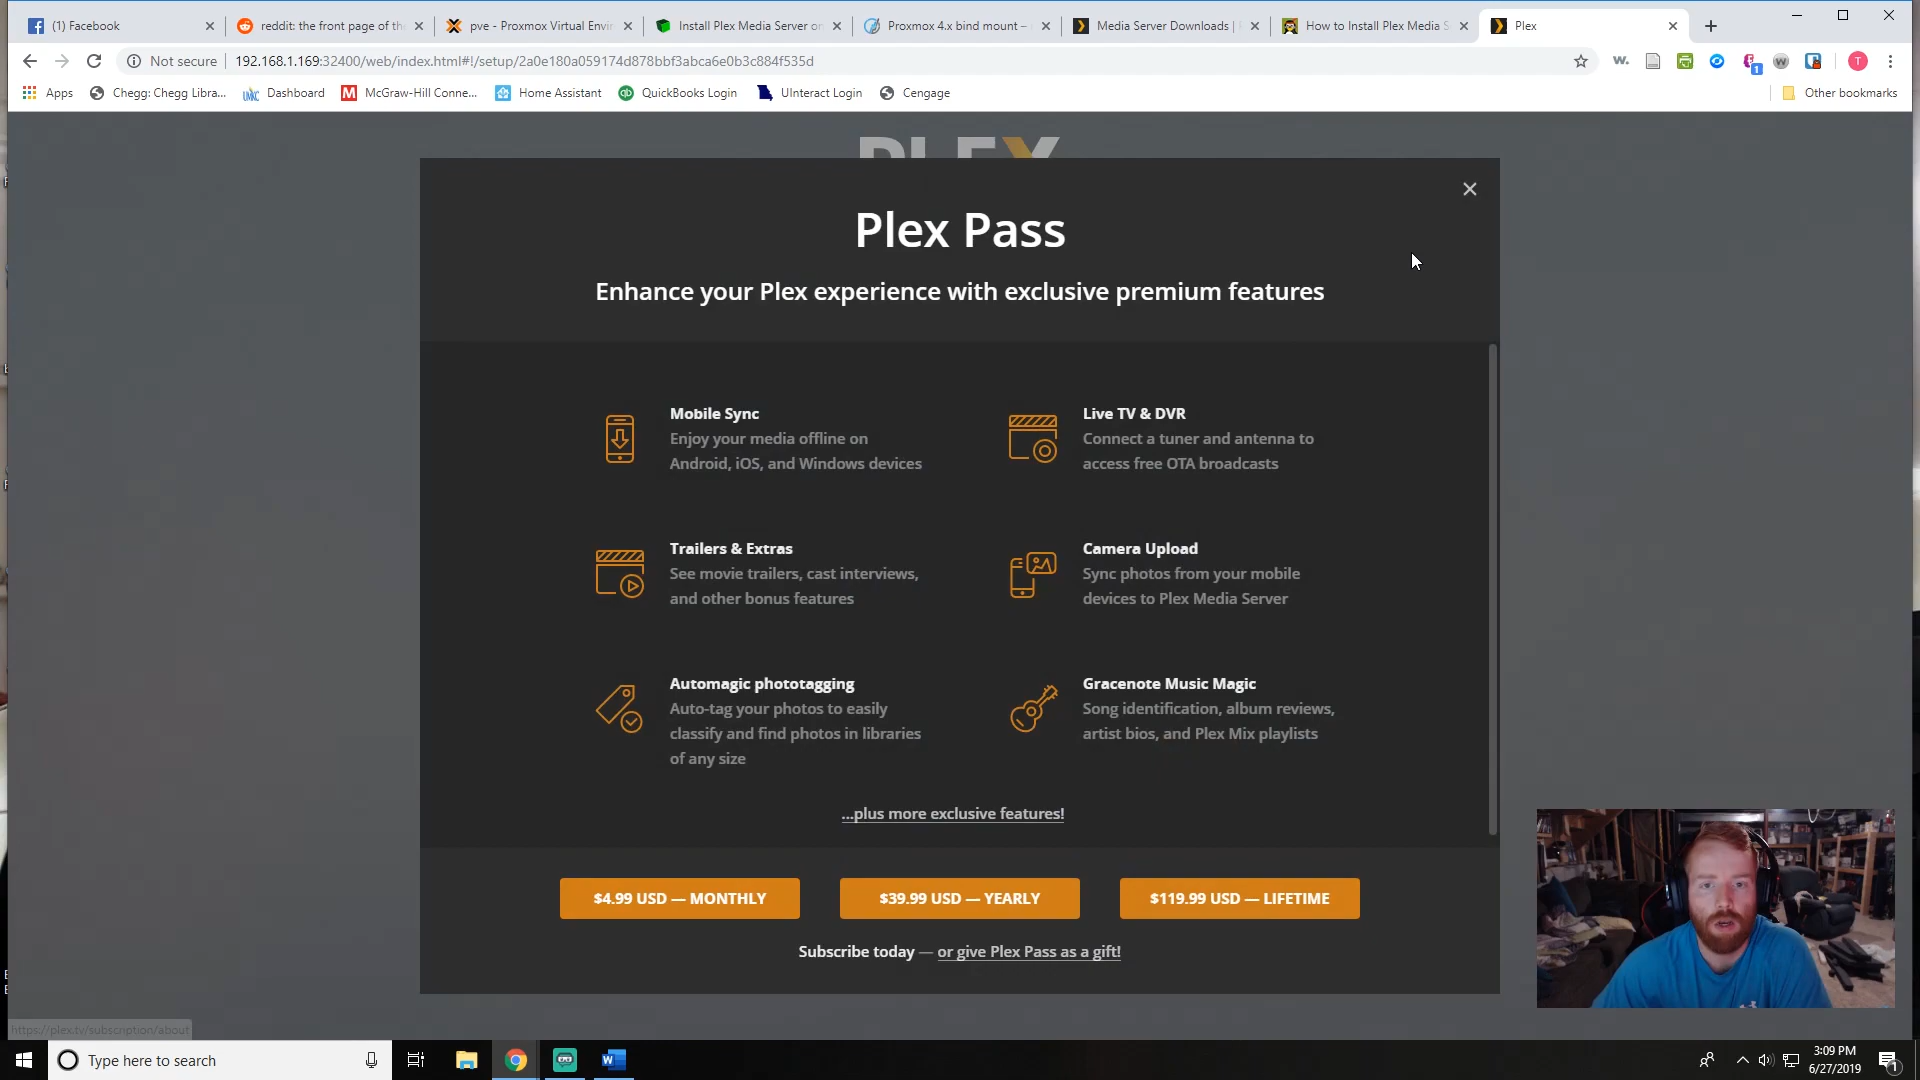 (1) Facebook
reddit: the front page of the
pve - Proxmox Virtual Envir
Install Plex Media Server on
Proxmox 4.x bind mount –
Media Server Downloads |
How to Install Plex Media S
Plex
Not secure
192.168.1.169:32400/web/index.html#!/setup/2a0e180a059174d878bbf3abca6e0b3c884f535d
Apps
Chegg: Chegg Libra...
Dashboard
McGraw-Hill Conne...
Home Assistant
QuickBooks Login
UInteract Login
Cengage
Other bookmarks
PLEX
Plex Pass
Enhance your Plex experience with exclusive premium features
Mobile Sync
Enjoy your media offline on
Android, iOS, and Windows devices
Live TV & DVR
Connect a tuner and antenna to
access free OTA broadcasts
Trailers & Extras
See movie trailers, cast interviews,
and other bonus features
Camera Upload
Sync photos from your mobile
devices to Plex Media Server
Automagic phototagging
Auto-tag your photos to easily
classify and find photos in libraries
of any size
Gracenote Music Magic
Song identification, album reviews,
artist bios, and Plex Mix playlists
...plus more exclusive features!
$4.99 USD — MONTHLY
$39.99 USD — YEARLY
$119.99 USD — LIFETIME
Subscribe today — or give Plex Pass as a gift!
https://plex.tv/subscription/about
Type here to search
3:09 PM
6/27/2019